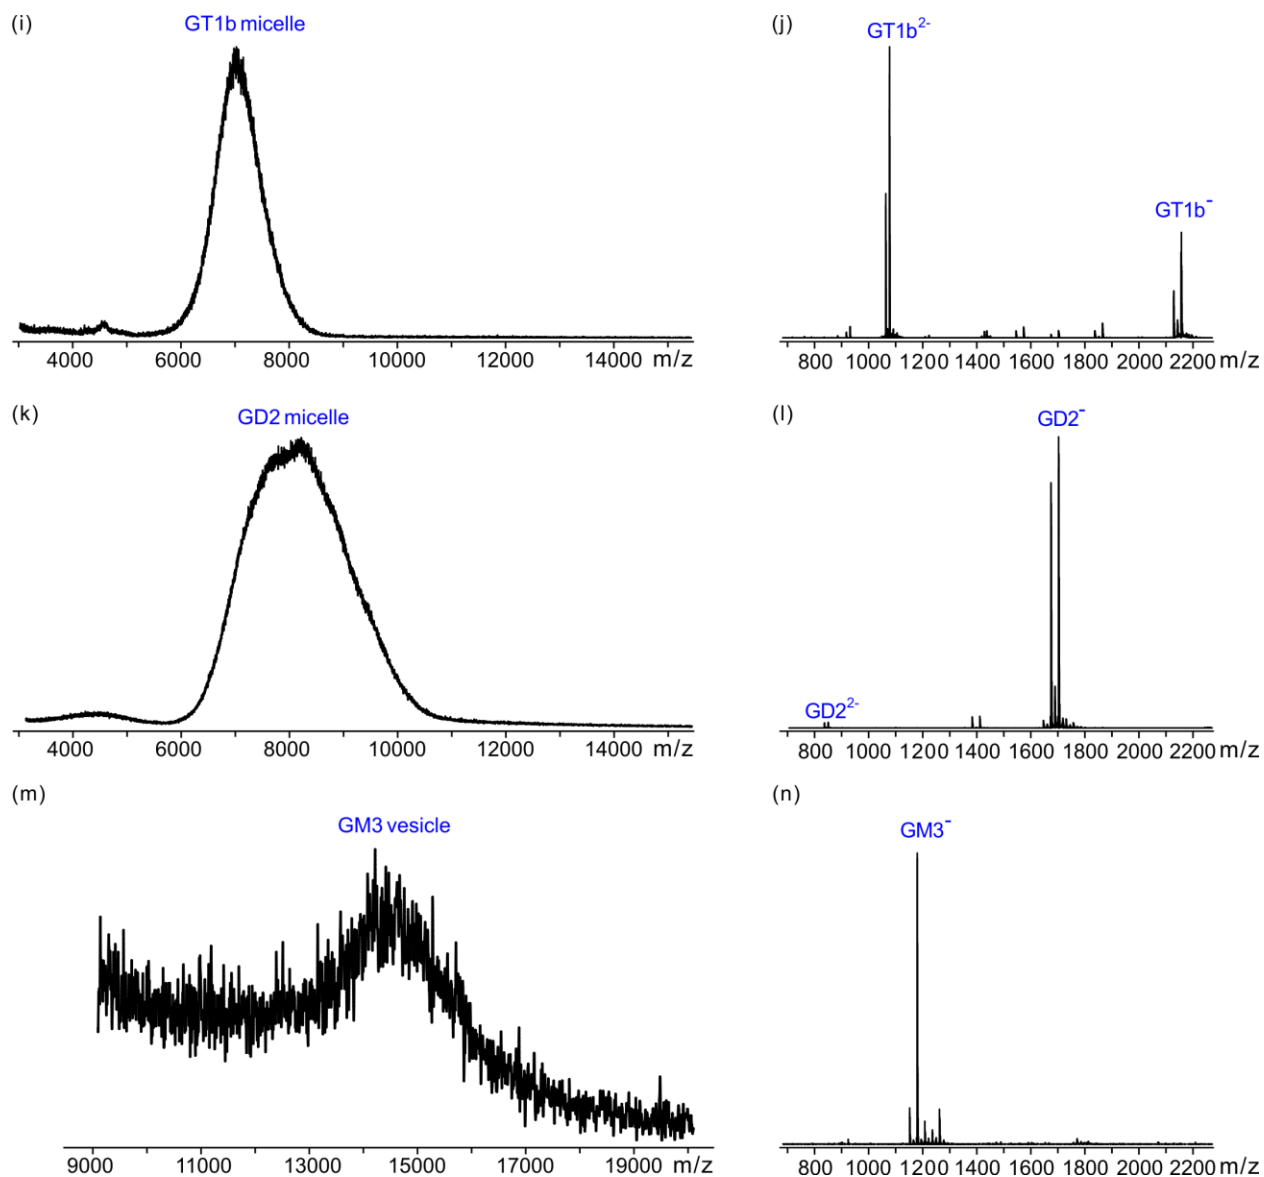 (i)
GT1b micelle
4000 6000 8000 10000 12000 14000 m/z
(j)
GT1b2-
GT1b-
800 1000 1200 1400 1600 1800 2000 2200 m/z
(k)
GD2 micelle
4000 6000 8000 10000 12000 14000 m/z
(l)
GD2-
GD22-
800 1000 1200 1400 1600 1800 2000 2200 m/z
(m)
GM3 vesicle
9000 11000 13000 15000 17000 19000 m/z
(n)
GM3-
800 1000 1200 1400 1600 1800 2000 2200 m/z